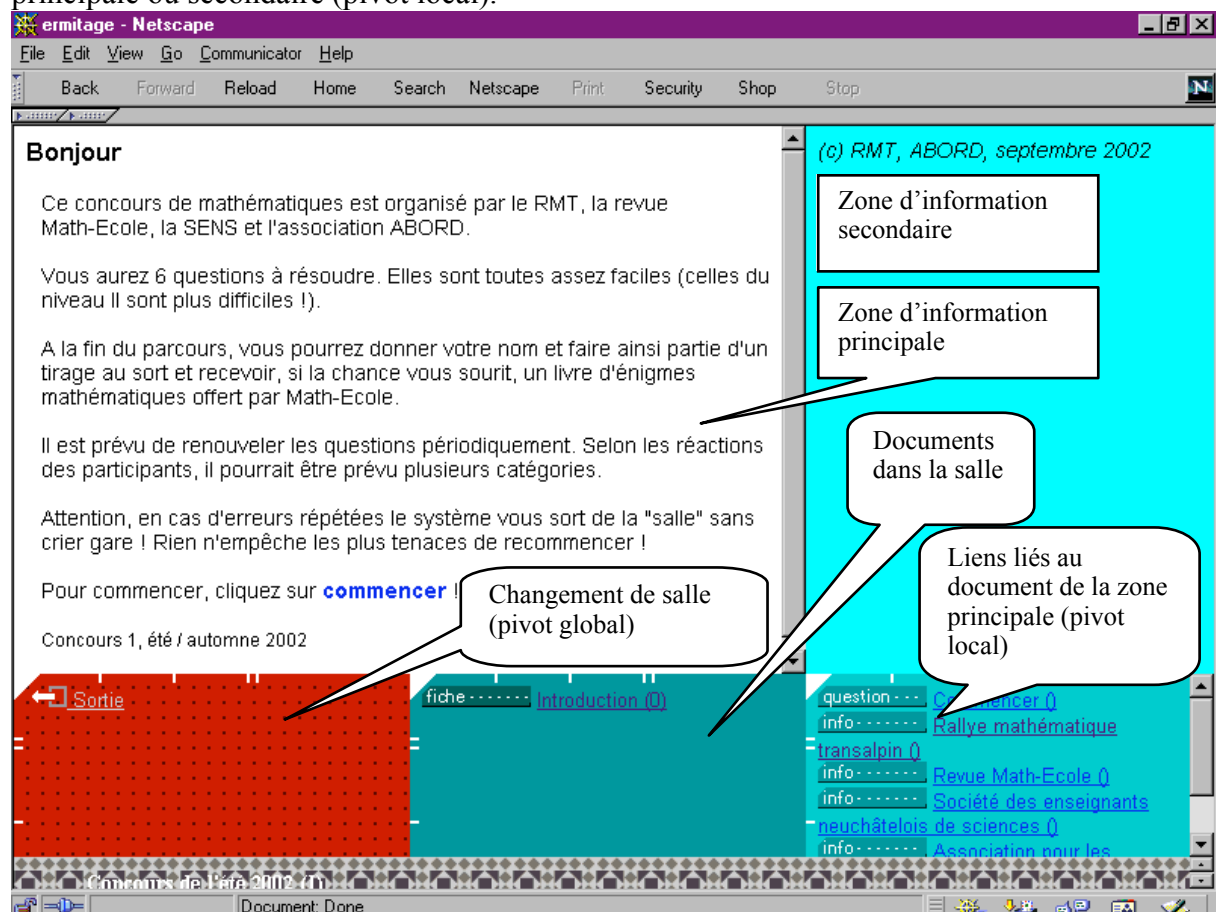 principale ou secondaire (pivot local).
ermitage - Netscape
File Edit View Go Communicator Help
Back Forward Reload Home Search Netscape Print Security Shop Stop
N
Bonjour
Ce concours de mathématiques est organisé par le RMT, la revue
Math-Ecole, la SENS et l'association ABORD.
Vous aurez 6 questions à résoudre. Elles sont toutes assez faciles (celles du
niveau II sont plus difficiles !).
A la fin du parcours, vous pourrez donner votre nom et faire ainsi partie d'un
tirage au sort et recevoir, si la chance vous sourit, un livre d'énigmes
mathématiques offert par Math-Ecole.
Il est prévu de renouveler les questions périodiquement. Selon les réactions
des participants, il pourrait être prévu plusieurs catégories.
Attention, en cas d'erreurs répétées le système vous sort de la "salle" sans
crier gare ! Rien n'empêche les plus tenaces de recommencer !
Pour commencer, cliquez sur commencer !
Concours 1, été / automne 2002
(c) RMT, ABORD, septembre 2002
Zone d’information
secondaire
Zone d’information
principale
Documents
dans la salle
Liens liés au
document de la zone
principale (pivot
local)
Changement de salle
(pivot global)
Sortie
fiche Introduction (0)
question Commencer ()
info Rallye mathématique
transalpin ()
info Revue Math-Ecole ()
info Société des enseignants
neuchâtelois de sciences ()
info Association pour les
Concours de l'été 2002 (I)
Document: Done